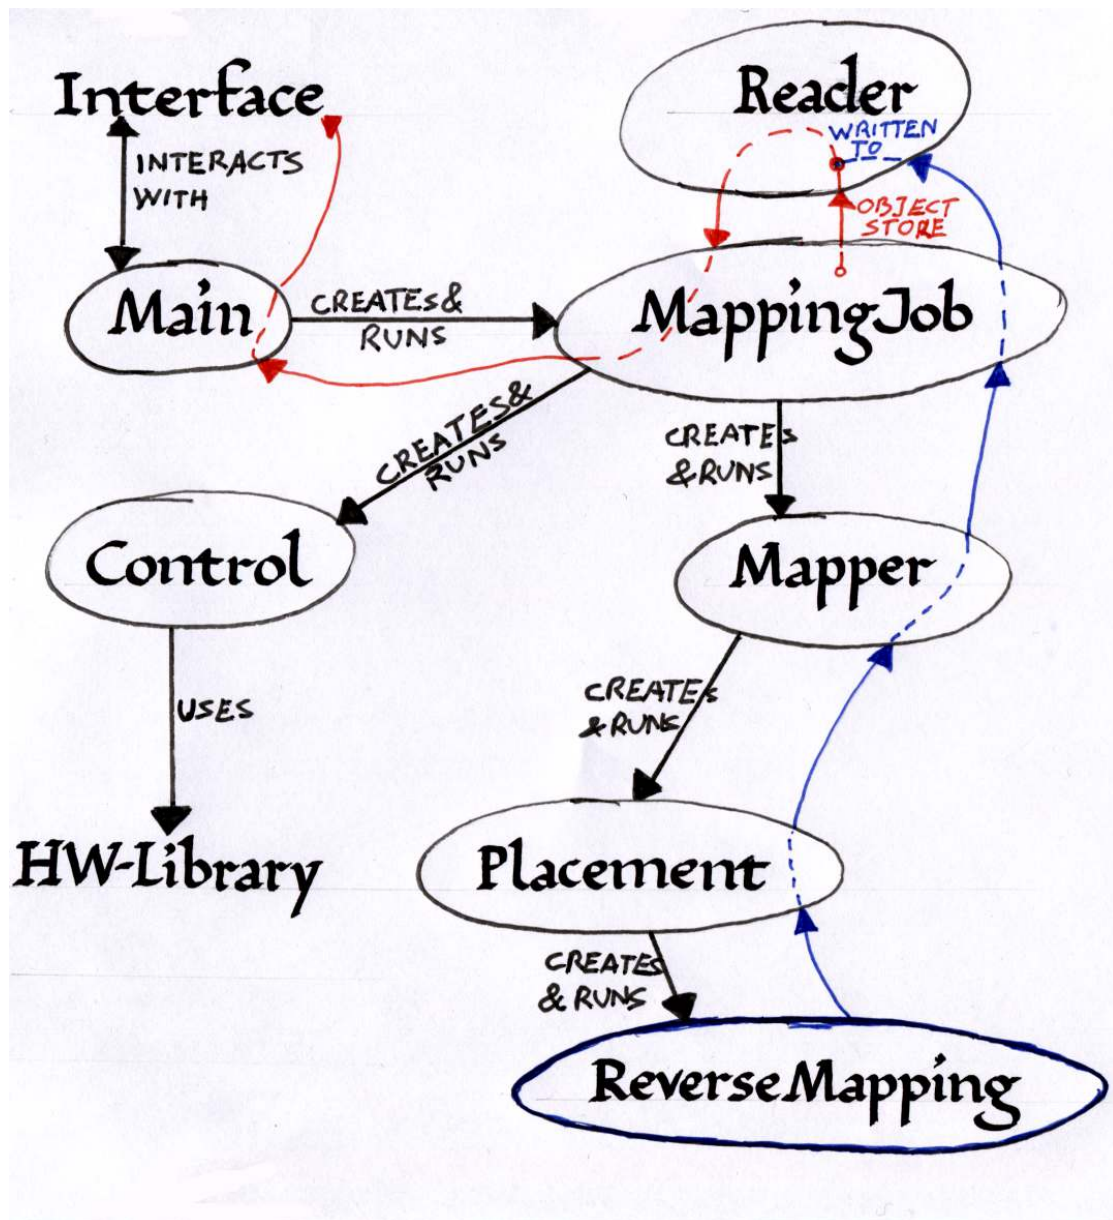 Interface
Reader
WRITTEN
TO
INTERACTS
WITH
OBJECT
STORE
Main
CREATEs&
RUNS
MappingJob
CREATEs&
RUNS
CREATEs
&RUNS
Control
Mapper
USES
CREATEs
&RUNS
HW-Library
Placement
CREATEs
& RUNS
ReverseMapping